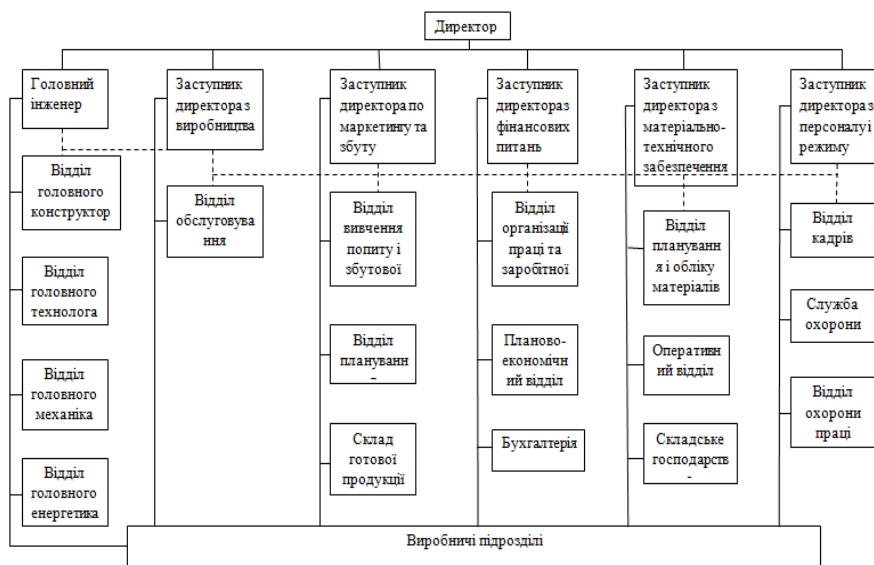 Директор
Головний
інженер
Заступник
директора з
виробництва
Заступник
директора по
маркетингу та
збуту
Заступник
директора з
фінансових
питань
Заступник
директора з
матеріально-
технічного
забезпечення
Заступник
директора з
персоналу і
режиму
Відділ
головного
конструктор
Відділ
обслуговува
ння
Відділ
вивчення
попиту і
збутової
Відділ
організації
праці та
заробітної
Відділ
плануванн
я і обліку
матеріалів
Відділ
кадрів
Відділ
головного
технолога
Відділ
плануванн
Планово-
економічн
ий відділ
Оперативн
ий відділ
Служба
охорони
Відділ
головного
механіка
Склад
готової
продукції
Бухгалтерія
Складське
господарств
Відділ
охорони
праці
Відділ
головного
енергетика
Виробничі підрозділі